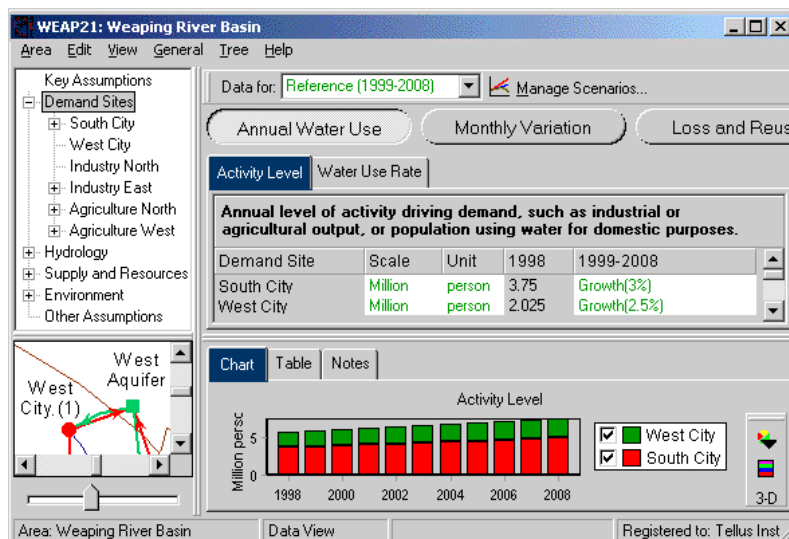 WEAP21: Weaping River Basin
Area Edit View General Tree Help
Key Assumptions
Demand Sites
South City
West City
Industry North
Industry East
Agriculture North
Agriculture West
Hydrology
Supply and Resources
Environment
Other Assumptions
Data for: Reference (1999-2008) Manage Scenarios...
Annual Water Use Monthly Variation Loss and Reus
Activity Level Water Use Rate
Annual level of activity driving demand, such as industrial or
agricultural output, or population using water for domestic purposes.
Demand Site Scale Unit 1998 1999-2008
South City Million person 3.75 Growth(3%)
West City Million person 2.025 Growth(2.5%)
West
Aquifer
West
City. (1)
Chart Table Notes
Activity Level
Million persc
5
0
1998 2000 2002 2004 2006 2008
West City
South City
3-D
Area: Weaping River Basin Data View Registered to: Tellus Inst